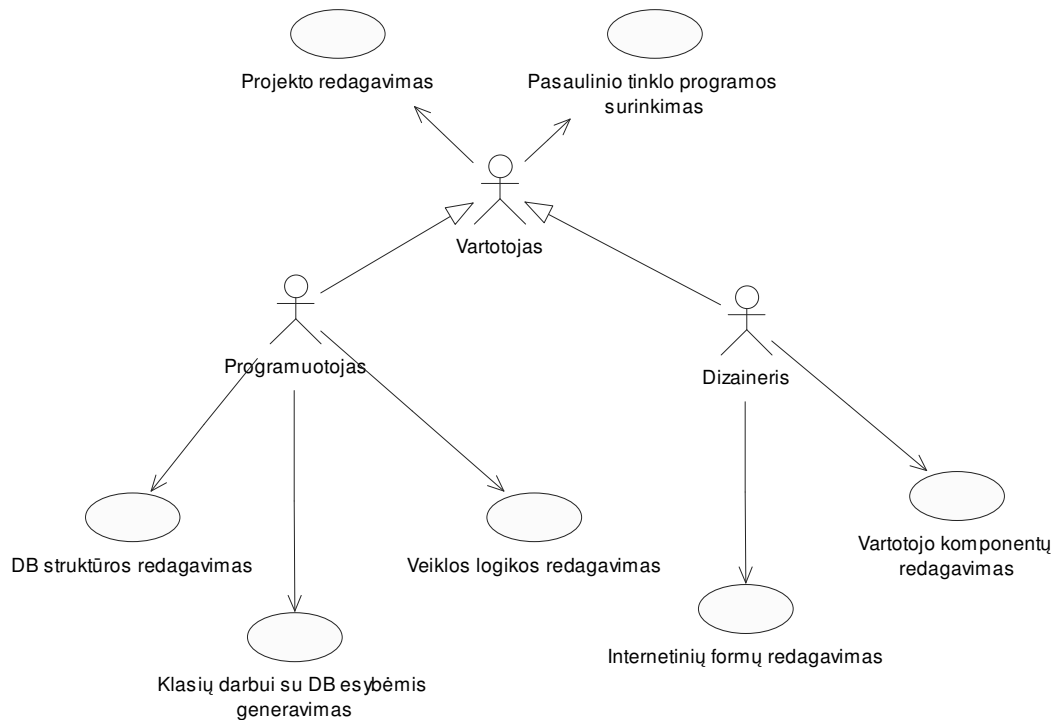 Projekto redagavimas
Pasaulinio tinklo programos
surinkimas
Vartotojas
Programuotojas
Dizaineris
DB struktūros redagavimas
Veiklos logikos redagavimas
Vartotojo komponentų
redagavimas
Klasių darbui su DB esybėmis
generavimas
Internetinių formų redagavimas